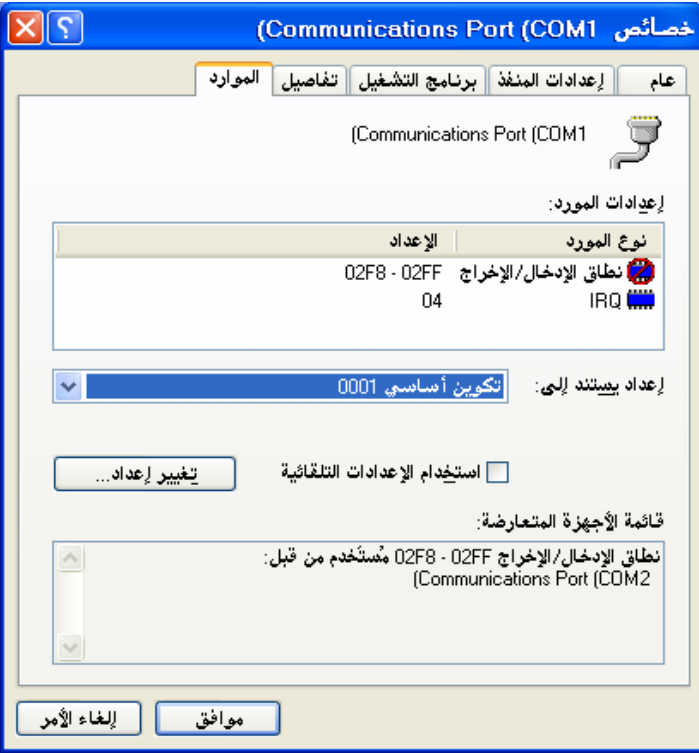 خصائص (Communications Port (COM1
عام
إعدادات المنفذ
برنامج التشغيل
تفاصيل
الموارد
(Communications Port (COM1
إعدادات المورد:
نوع المورد الإعداد
نطاق الإدخال/الإخراج 02F8 - 02FF
IRQ 04
إعداد يستند إلى: تكوين أساسي 0001
استخدام الإعدادات التلقائية
تغيير إعداد...
قائمة الأجهزة المتعارضة:
نطاق الإدخال/الإخراج 02F8 - 02FF مُستَخدم من قبل:
(Communications Port (COM2
موافق
إلغاء الأمر